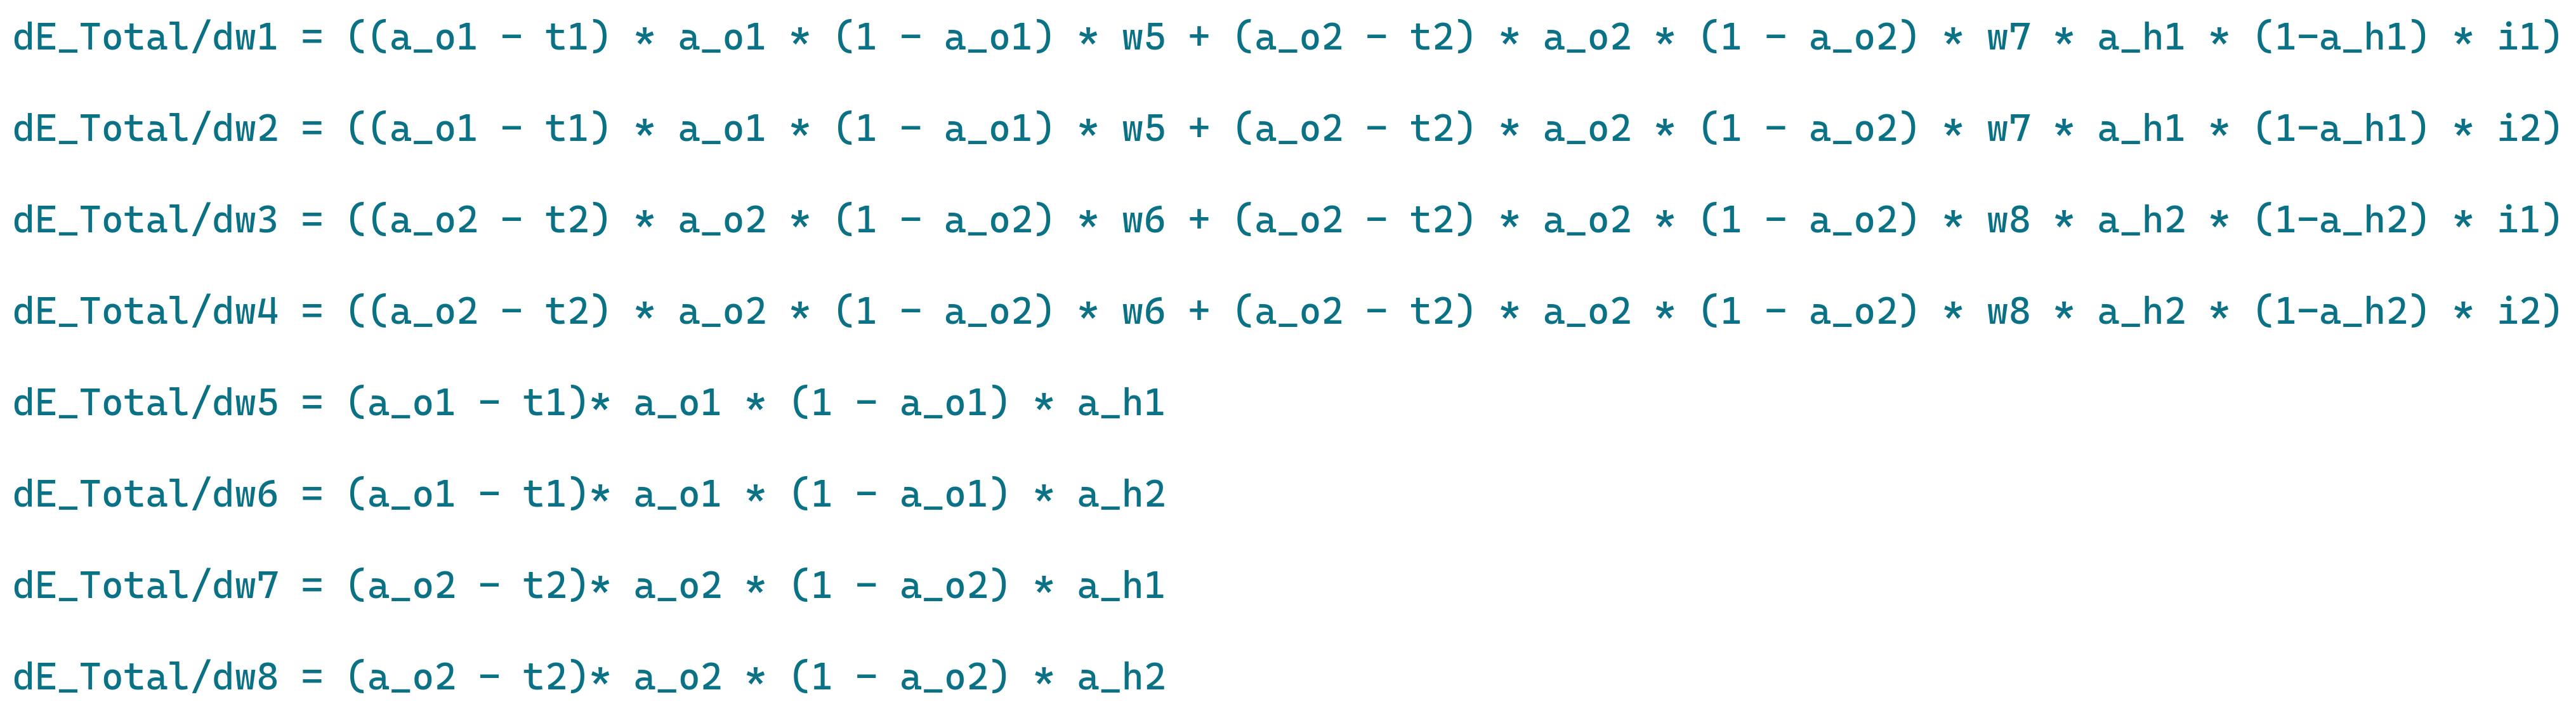 dE_Total/dw1 = ((a_o1 - t1) * a_o1 * (1 - a_o1) * w5 + (a_o2 - t2) * a_o2 * (1 - a_o2) * w7 * a_h1 * (1-a_h1) * i1)
dE_Total/dw2 = ((a_o1 - t1) * a_o1 * (1 - a_o1) * w5 + (a_o2 - t2) * a_o2 * (1 - a_o2) * w7 * a_h1 * (1-a_h1) * i2)
dE_Total/dw3 = ((a_o2 - t2) * a_o2 * (1 - a_o2) * w6 + (a_o2 - t2) * a_o2 * (1 - a_o2) * w8 * a_h2 * (1-a_h2) * i1)
dE_Total/dw4 = ((a_o2 - t2) * a_o2 * (1 - a_o2) * w6 + (a_o2 - t2) * a_o2 * (1 - a_o2) * w8 * a_h2 * (1-a_h2) * i2)
dE_Total/dw5 = (a_o1 - t1)* a_o1 * (1 - a_o1) * a_h1
dE_Total/dw6 = (a_o1 - t1)* a_o1 * (1 - a_o1) * a_h2
dE_Total/dw7 = (a_o2 - t2)* a_o2 * (1 - a_o2) * a_h1
dE_Total/dw8 = (a_o2 - t2)* a_o2 * (1 - a_o2) * a_h2